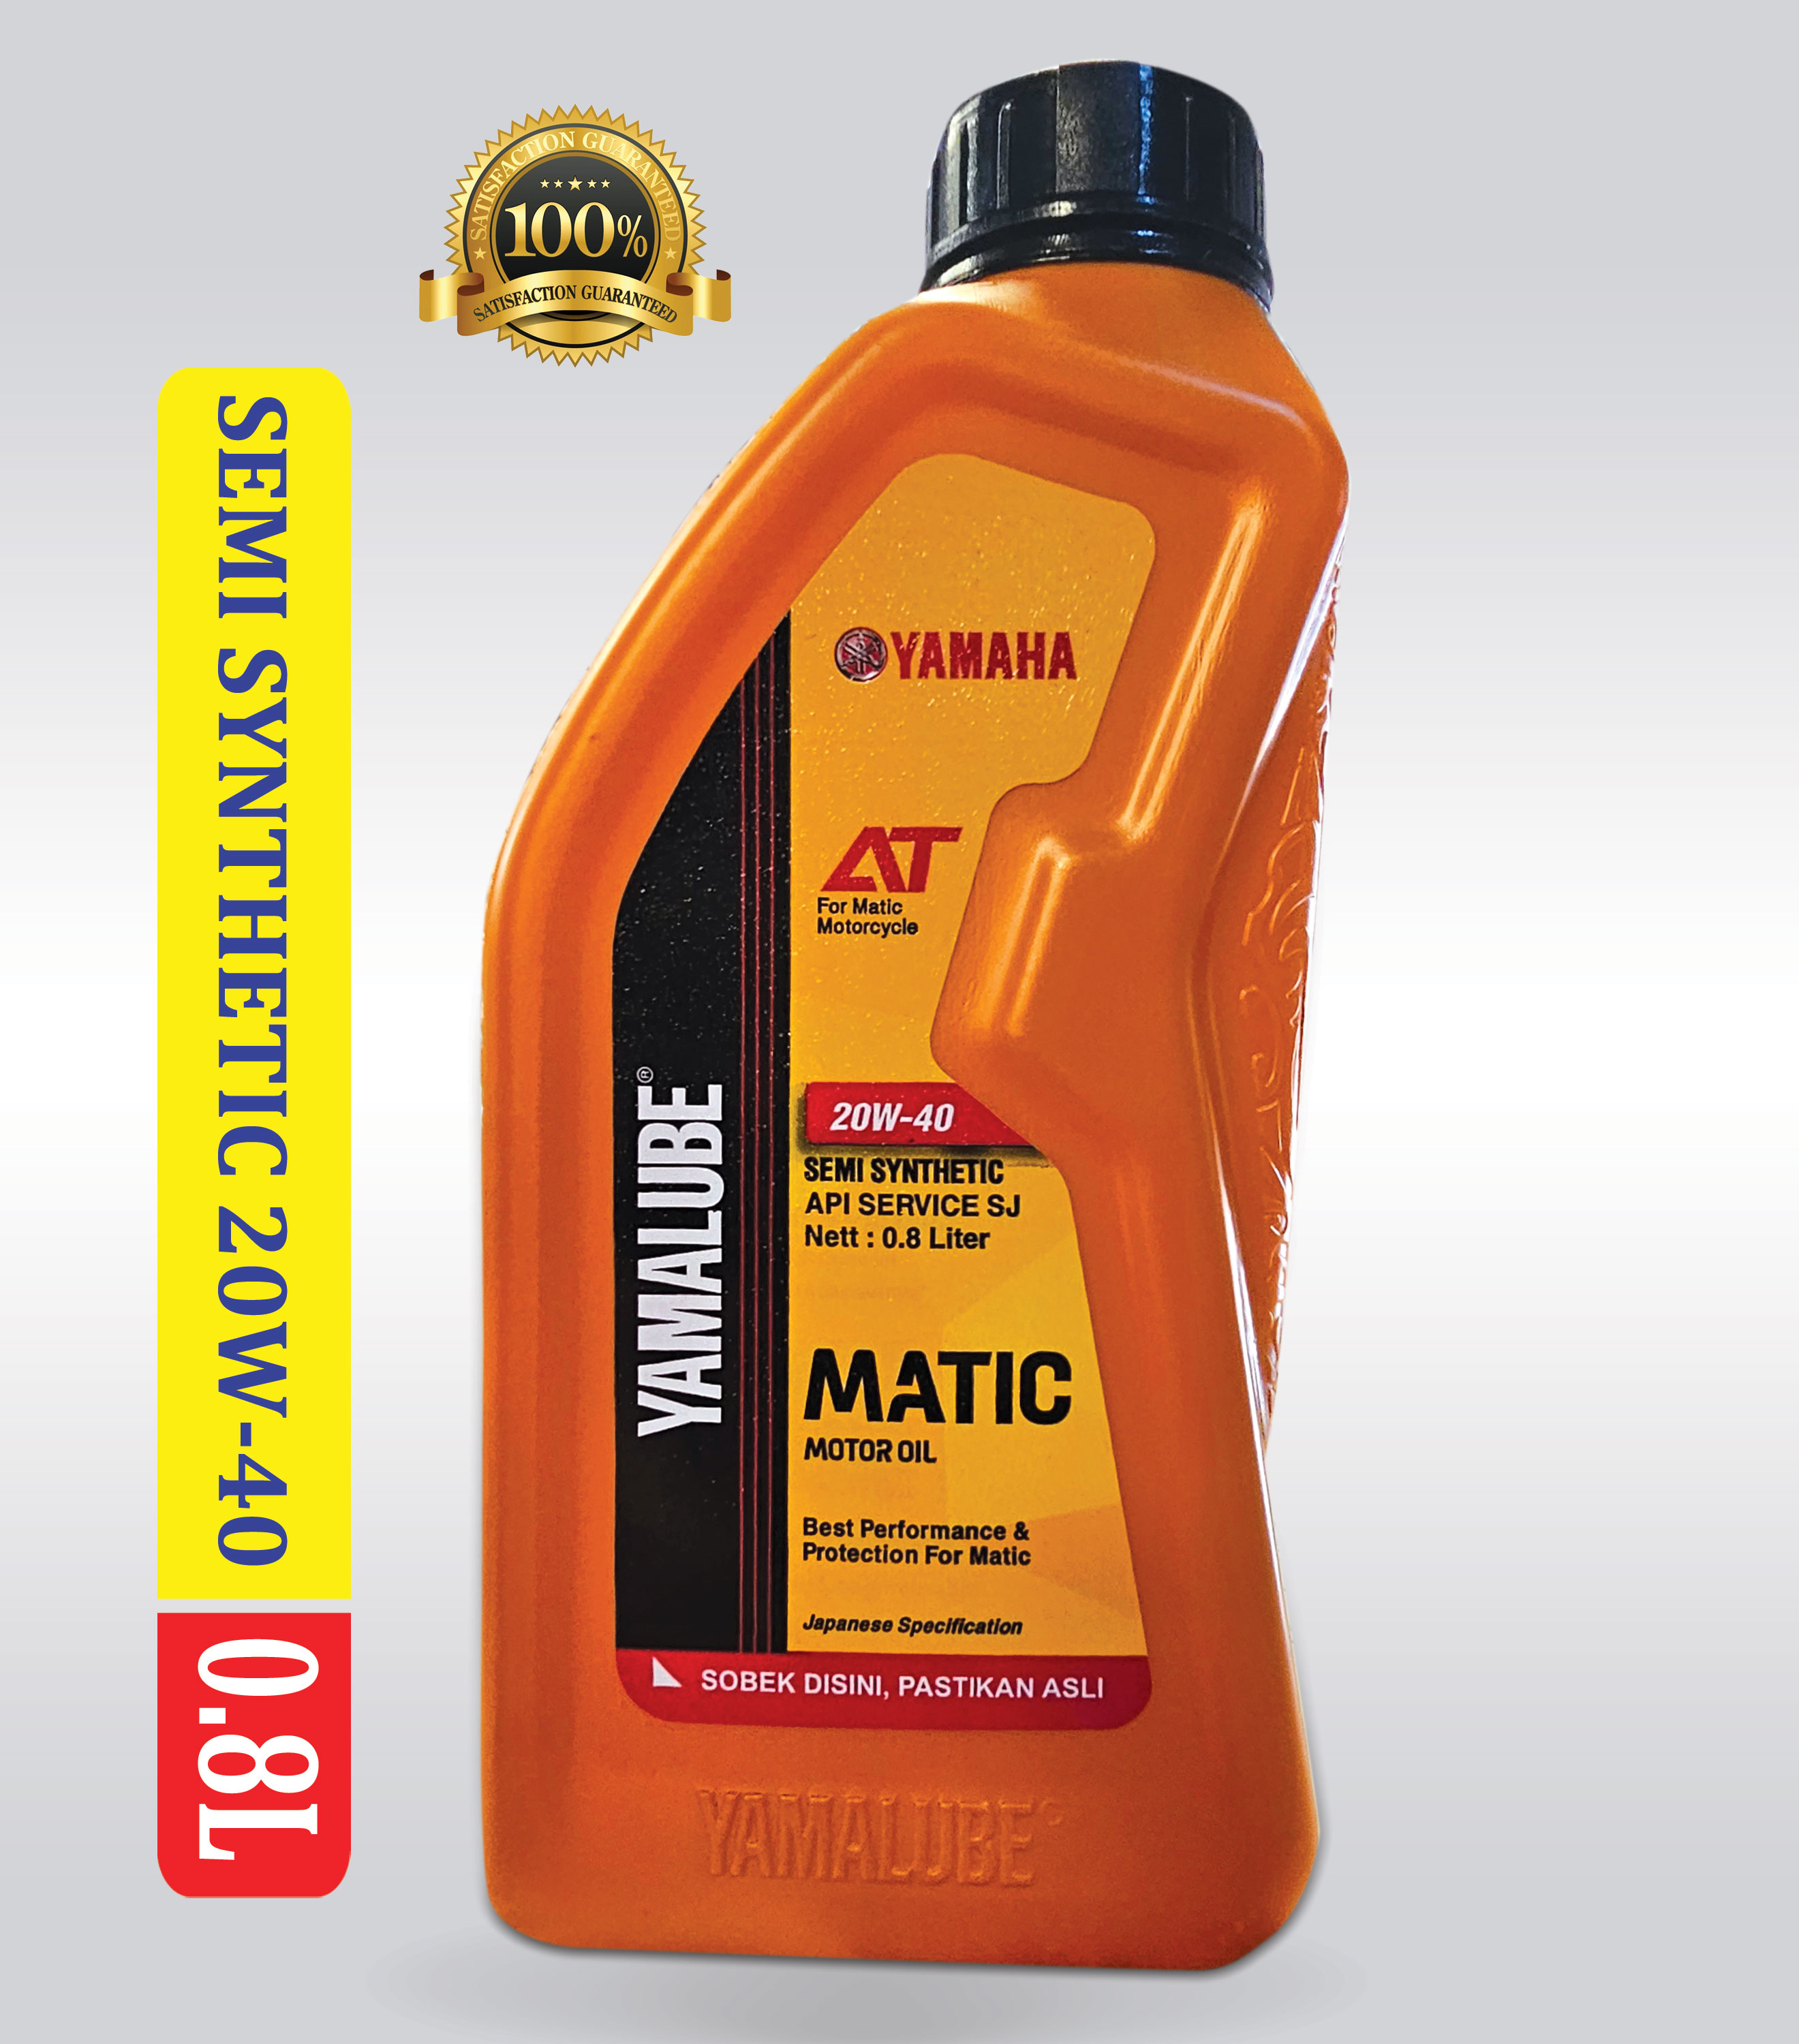 SATISFACTION GUARANTEED
100%
SATISFACTION GUARANTEED
SEMI SYNTHETIC 20W-40
0.8L
YAMAHA
AT
For Matic
Motorcycle
YAMALUBE®
20W-40
SEMI SYNTHETIC
API SERVICE SJ
Nett : 0.8 Liter
MATIC
MOTOR OIL
Best Performance &
Protection For Matic
Japanese Specification
SOBEK DISINI, PASTIKAN ASLI
YAMALUBE®